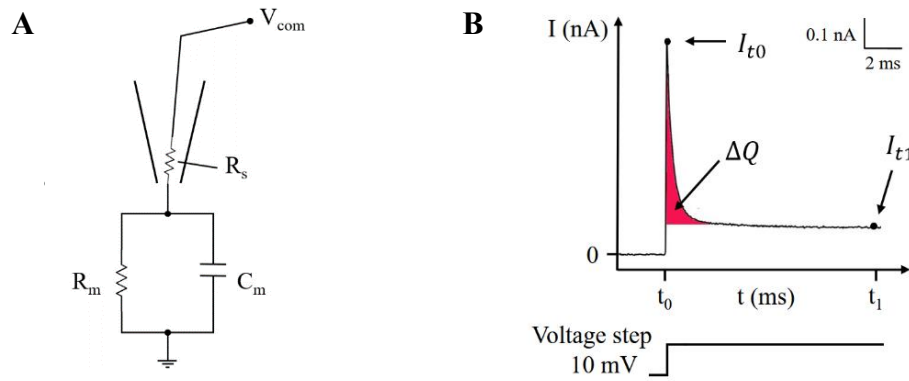 A
V_com
R_s
R_m
C_m
B
I (nA)
I_t0
0.1 nA
2 ms
ΔQ
I_t1
0
t_0
t (ms)
t_1
Voltage step
10 mV